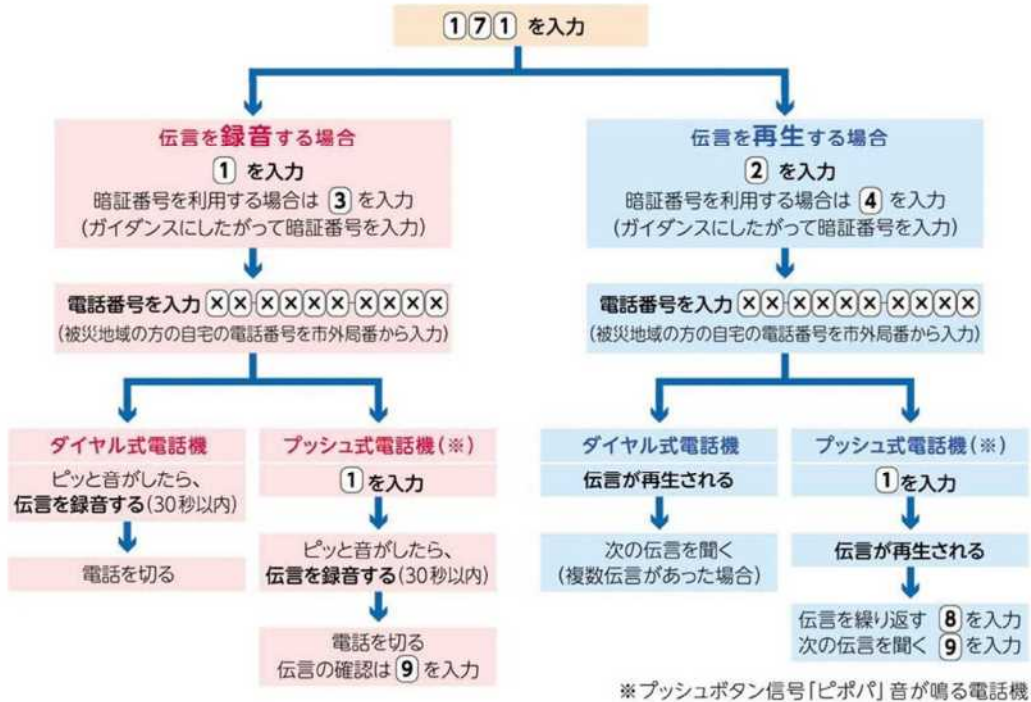 171 を入力
伝言を録音する場合
1 を入力
暗証番号を利用する場合は 3 を入力
(ガイダンスにしたがって暗証番号を入力)
電話番号を入力 XX-XXXX-XXXX
(被災地域の方の自宅の電話番号を市外局番から入力)
ダイヤル式電話機
ピッと音がしたら、
伝言を録音する(30秒以内)
電話を切る
プッシュ式電話機(※)
1 を入力
ピッと音がしたら、
伝言を録音する(30秒以内)
電話を切る
伝言の確認は 9 を入力
伝言を再生する場合
2 を入力
暗証番号を利用する場合は 4 を入力
(ガイダンスにしたがって暗証番号を入力)
電話番号を入力 XX-XXXX-XXXX
(被災地域の方の自宅の電話番号を市外局番から入力)
ダイヤル式電話機
伝言が再生される
次の伝言を聞く
(複数伝言があった場合)
プッシュ式電話機(※)
1 を入力
伝言が再生される
伝言を繰り返す 8 を入力
次の伝言を聞く 9 を入力
※プッシュボタン信号「ピポパ」音が鳴る電話機